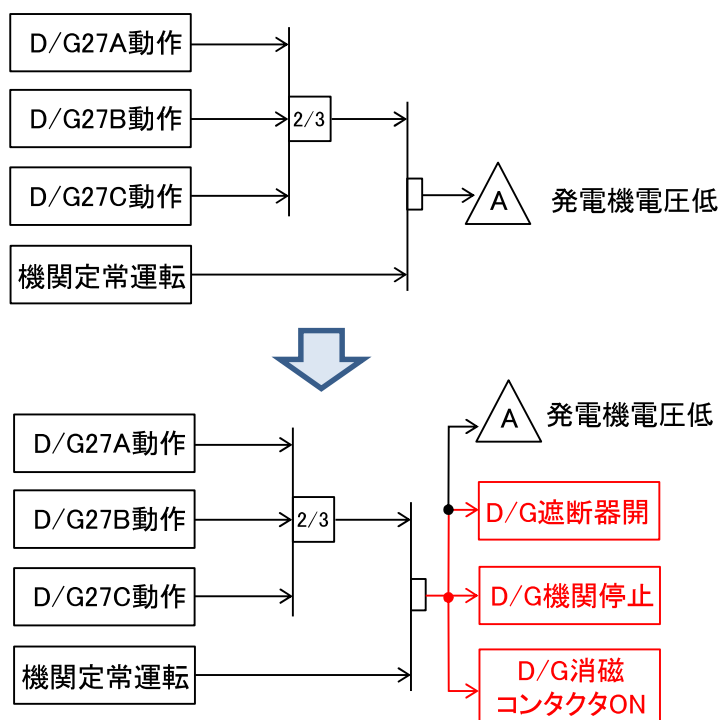 D/G27A動作
D/G27B動作
2/3
D/G27C動作
A
発電機電圧低
機関定常運転
A
発電機電圧低
D/G27A動作
D/G27B動作
2/3
D/G遮断器開
D/G27C動作
D/G機関停止
機関定常運転
D/G消磁
コンタクタON